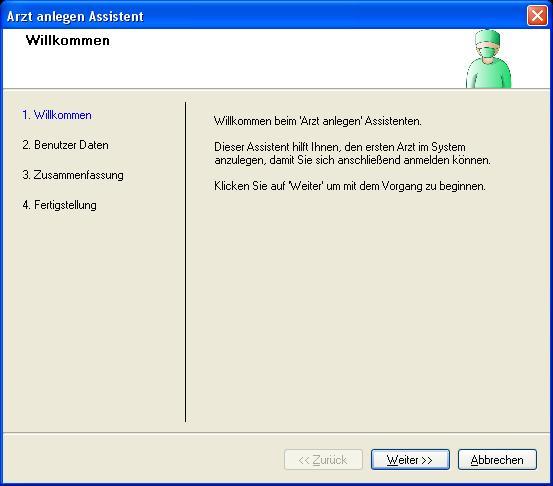 Arzt anlegen Assistent
Willkommen
1. Willkommen
2. Benutzer Daten
3. Zusammenfassung
4. Fertigstellung
Willkommen beim 'Arzt anlegen' Assistenten.
Dieser Assistent hilft Ihnen, den ersten Arzt im System
anzulegen, damit Sie sich anschließend anmelden können.
Klicken Sie auf 'Weiter' um mit dem Vorgang zu beginnen.
<< Zurück
Weiter >>
Abbrechen